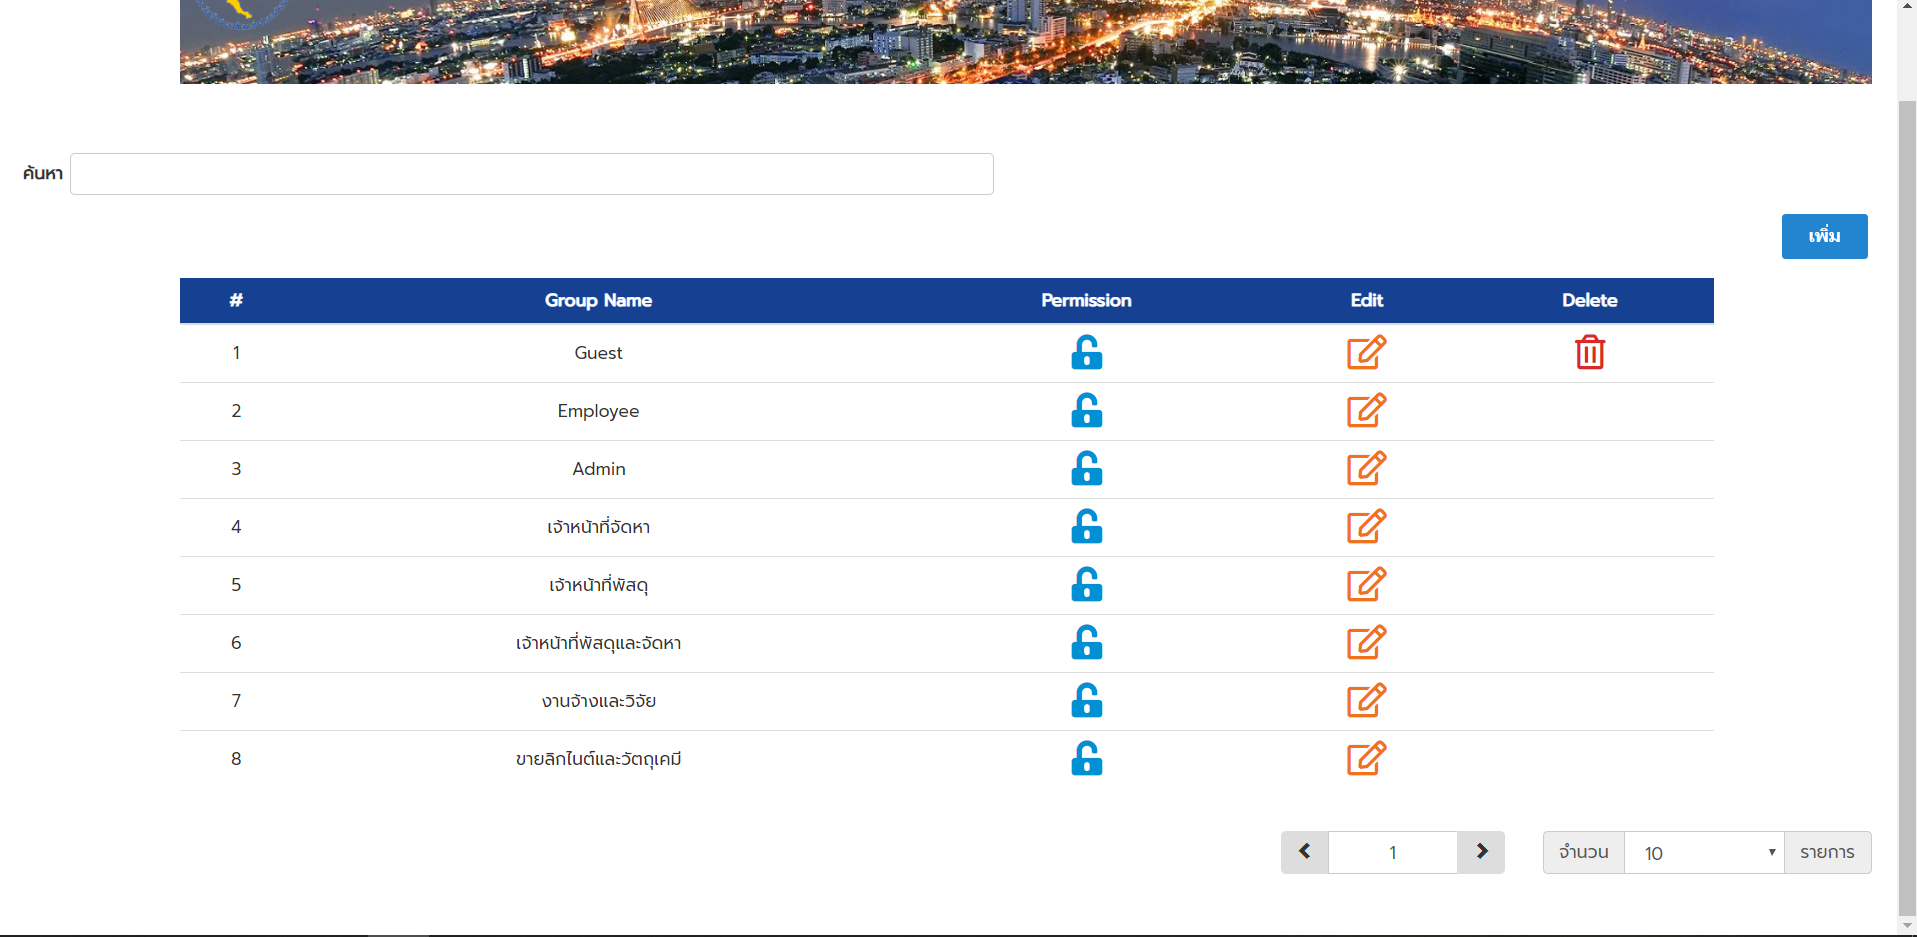 ค้นหา
เพิ่ม
# Group Name Permission Edit Delete
1 Guest
2 Employee
3 Admin
4 เจ้าหน้าที่จัดหา
5 เจ้าหน้าที่พัสดุ
6 เจ้าหน้าที่พัสดุและจัดหา
7 งานจ้างและวิจัย
8 ขายลิกไนต์และวัตถุเคมี
1 จำนวน 10 รายการ